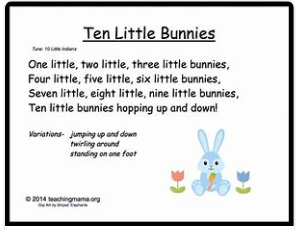 Ten Little Bunnies
Tune: 10 Little Indians
One little, two little, three little bunnies,
Four little, five little, six little bunnies,
Seven little, eight little, nine little bunnies,
Ten little bunnies hopping up and down!
Variations- jumping up and down
twirling around
standing on one foot
© 2014 teachingmama.org
Clip Art by Striped Elephants